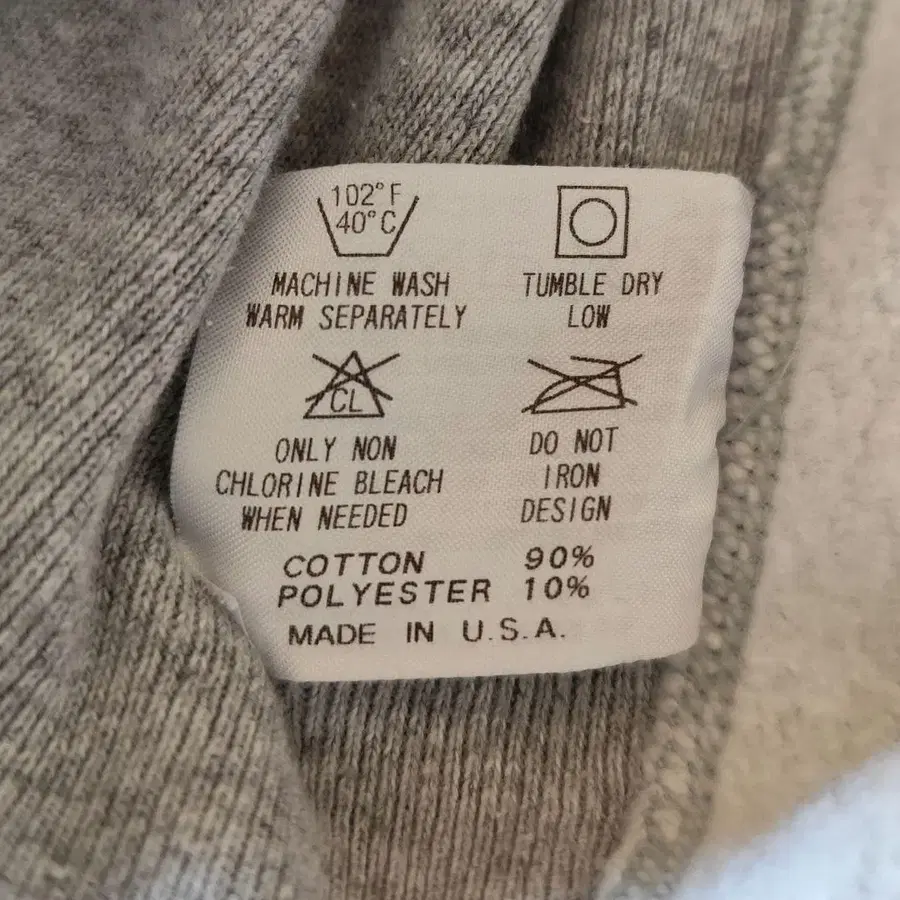 102°F
40°C
MACHINE WASH
WARM SEPARATELY
TUMBLE DRY
LOW
CL
ONLY NON
CHLORINE BLEACH
WHEN NEEDED
DO NOT
IRON
DESIGN
COTTON 90%
POLYESTER 10%
MADE IN U.S.A.